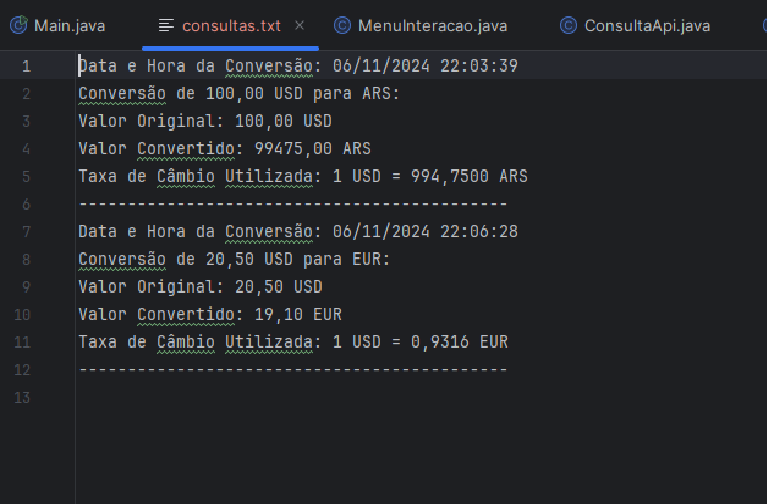 Main.java consultas.txt MenuInteracao.java ConsultaApi.java
1 Data e Hora da Conversão: 06/11/2024 22:03:39
2 Conversão de 100,00 USD para ARS:
3 Valor Original: 100,00 USD
4 Valor Convertido: 99475,00 ARS
5 Taxa de Câmbio Utilizada: 1 USD = 994,7500 ARS
6 --------------------------------------------
7 Data e Hora da Conversão: 06/11/2024 22:06:28
8 Conversão de 20,50 USD para EUR:
9 Valor Original: 20,50 USD
10 Valor Convertido: 19,10 EUR
11 Taxa de Câmbio Utilizada: 1 USD = 0,9316 EUR
12 --------------------------------------------
13